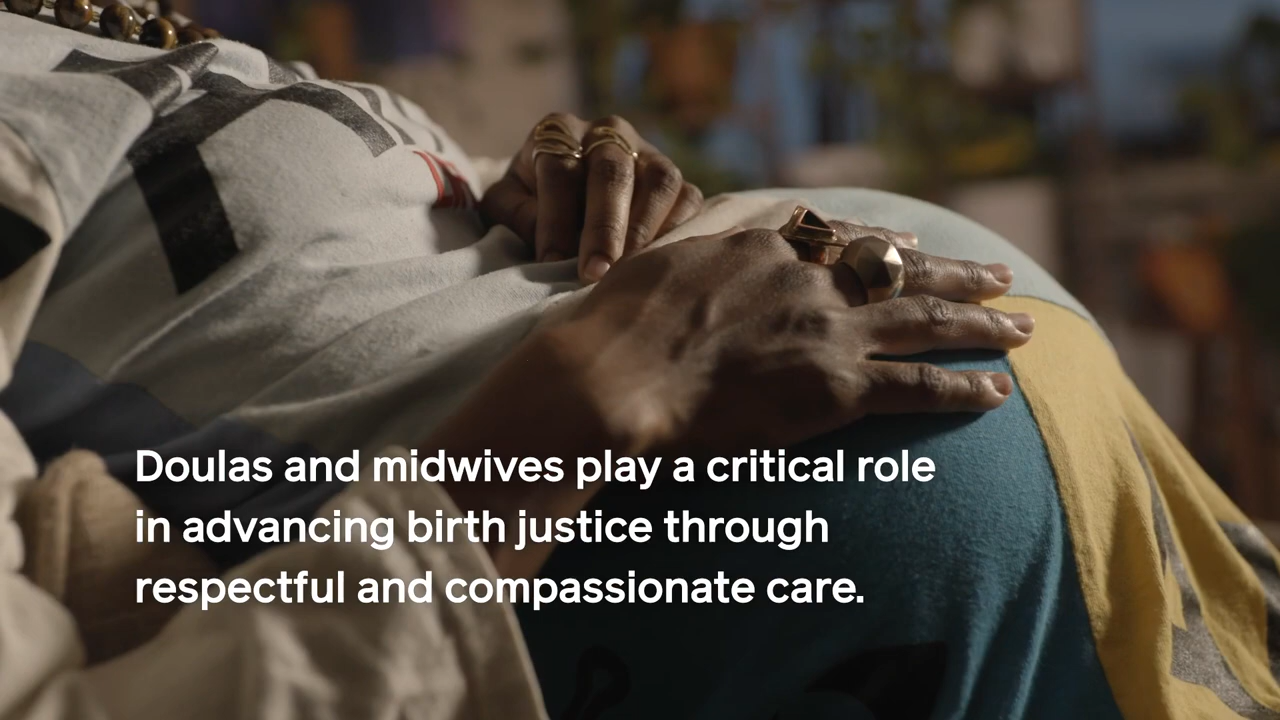 Doulas and midwives play a critical role
in advancing birth justice through
respectful and compassionate care.